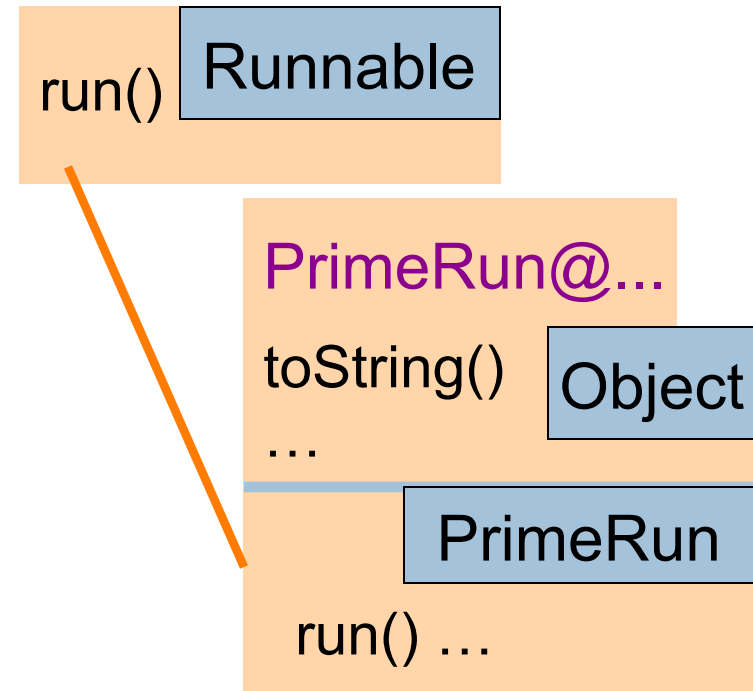 Runnable
run()
PrimeRun@...
toString()
Object
…
PrimeRun
run() …